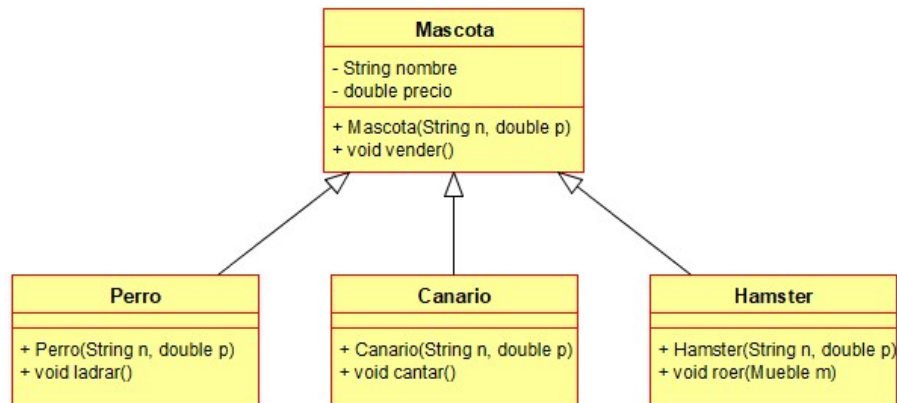 Mascota
- String nombre
- double precio
+ Mascota(String n, double p)
+ void vender()
Perro
+ Perro(String n, double p)
+ void ladrar()
Canario
+ Canario(String n, double p)
+ void cantar()
Hamster
+ Hamster(String n, double p)
+ void roer(Mueble m)